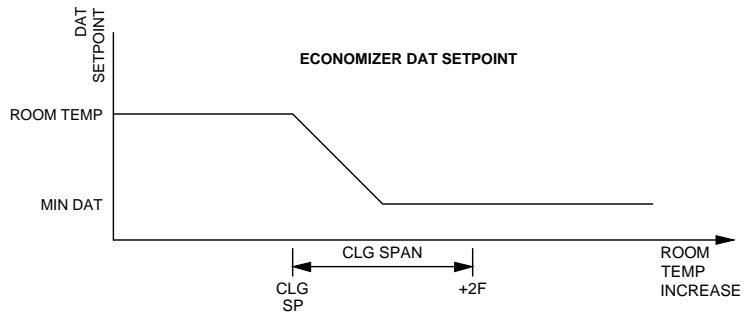 DAT
SETPOINT
ECONOMIZER DAT SETPOINT
ROOM TEMP
MIN DAT
CLG SPAN
CLG
SP
+2F
ROOM
TEMP
INCREASE